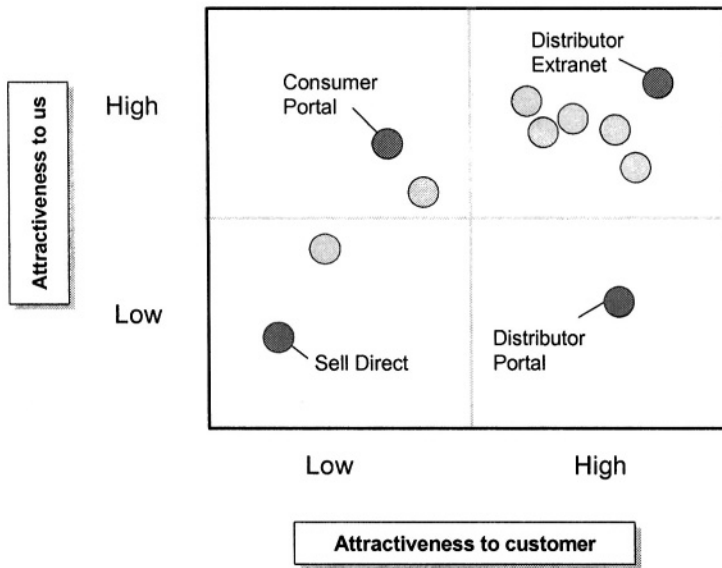 Distributor
Extranet
Consumer
Portal
High
Attractiveness to us
Low
Distributor
Portal
Sell Direct
Low
High
Attractiveness to customer